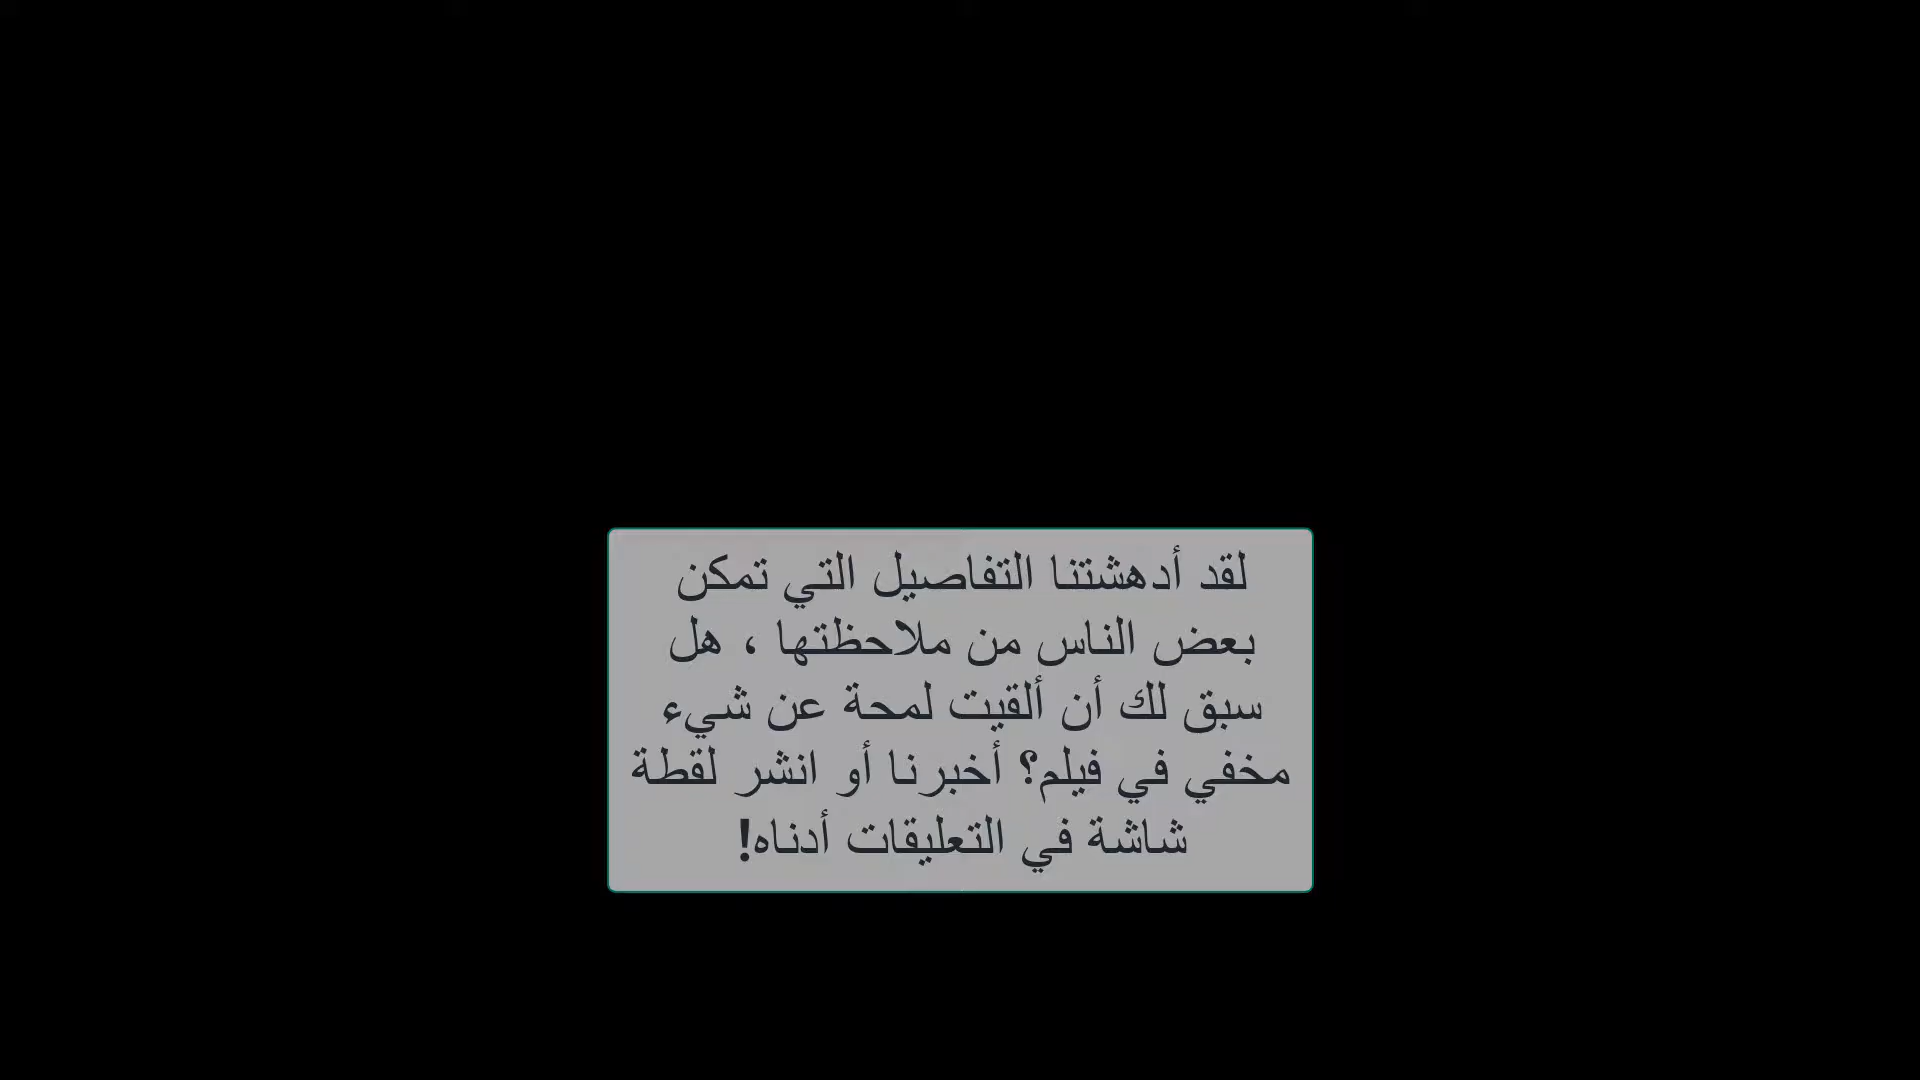 لقد أدهشتنا التفاصيل التي تمكن
بعض الناس من ملاحظتها ، هل
سبق لك أن ألقيت لمحة عن شيء
مخفي في فيلم؟ أخبرنا أو انشر لقطة
شاشة في التعليقات أدناه!